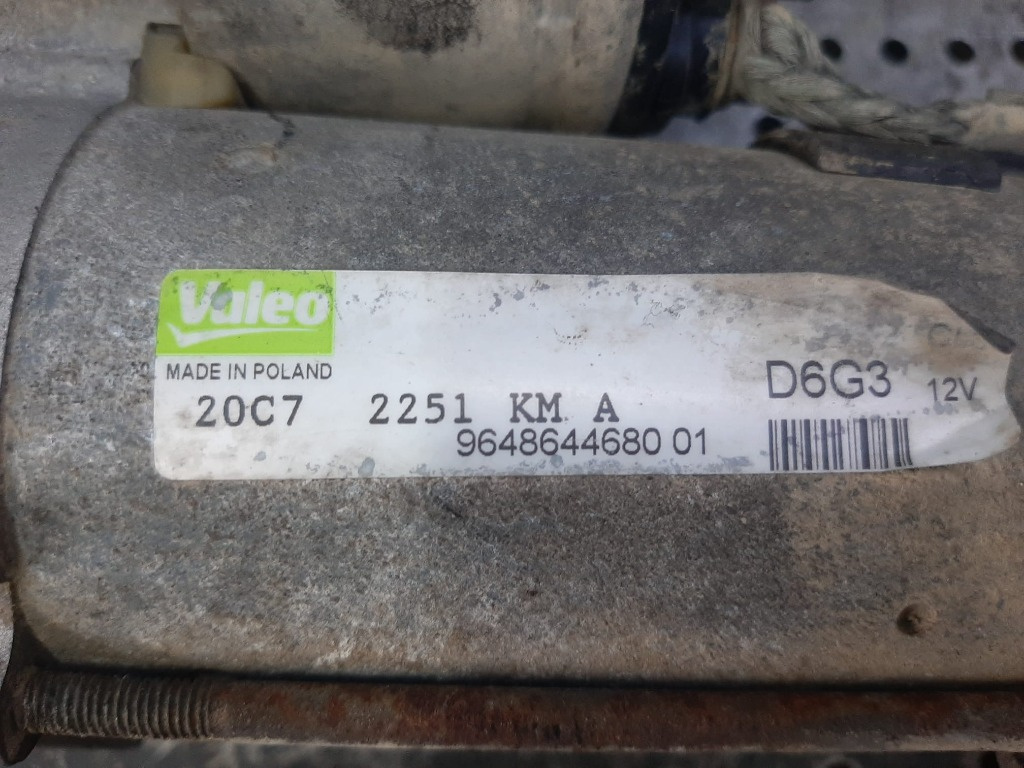 Valeo
MADE IN POLAND
20C7 2251 KM A
9648644680 01
D6G3 12V